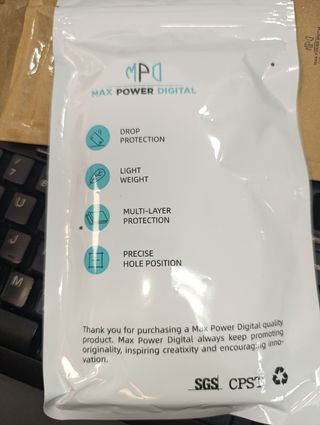 MPD
MAX POWER DIGITAL
DROP
PROTECTION
LIGHT
WEIGHT
MULTI-LAYER
PROTECTION
PRECISE
HOLE POSITION
Thank you for purchasing a Max Power Digital quality
product. Max Power Digital always keep promoting
originality, inspiring creatixity and encouraging inno-
vation.
SGS CPST